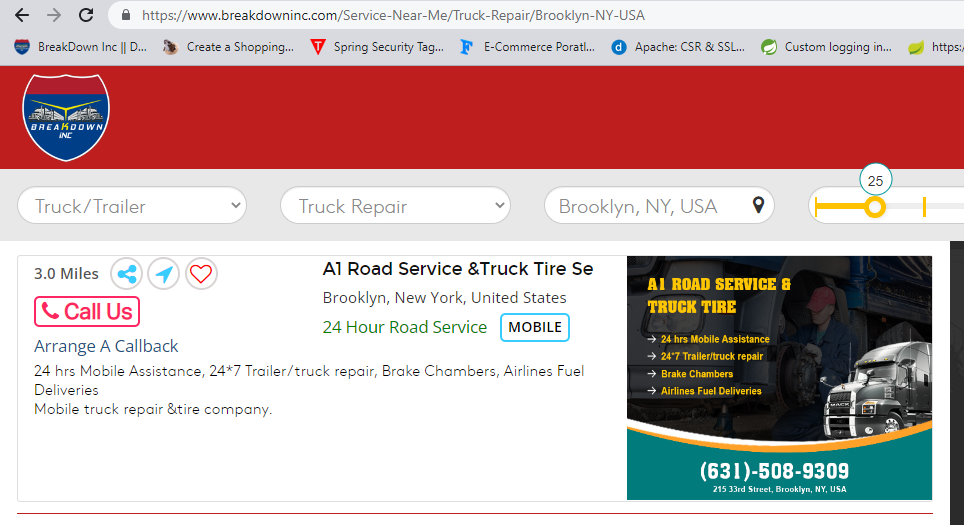 https://www.breakdowninc.com/Service-Near-Me/Truck-Repair/Brooklyn-NY-USA
BreakDown Inc || D...
Create a Shopping...
Spring Security Tag...
E-Commerce Poratl...
Apache: CSR & SSL...
Custom logging in...
https:/
BREAKDOWN
INC
Truck/Trailer
Truck Repair
Brooklyn, NY, USA
25
3.0 Miles
Call Us
Arrange A Callback
A1 Road Service &Truck Tire Se
Brooklyn, New York, United States
24 Hour Road Service MOBILE
24 hrs Mobile Assistance, 24*7 Trailer/truck repair, Brake Chambers, Airlines Fuel
Deliveries
Mobile truck repair &tire company.
A1 ROAD SERVICE &
TRUCK TIRE
→ 24 hrs Mobile Assistance
→ 24*7 Trailer/truck repair
→ Brake Chambers
→ Airlines Fuel Deliveries
MACK
(631)-508-9309
215 33rd Street, Brooklyn, NY, USA